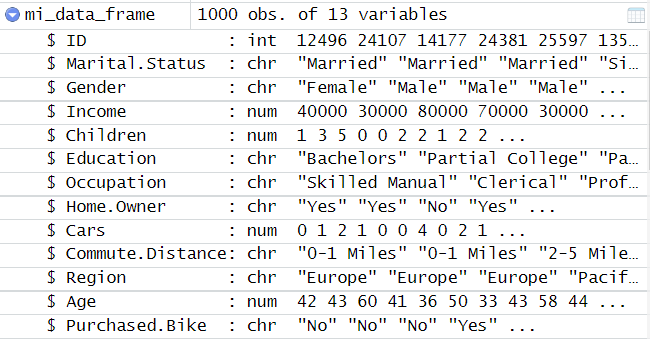 mi_data_frame 1000 obs. of 13 variables
$ ID : int 12496 24107 14177 24381 25597 135…
$ Marital.Status : chr "Married" "Married" "Married" "Si…
$ Gender : chr "Female" "Male" "Male" "Male" ...
$ Income : num 40000 30000 80000 70000 30000 ...
$ Children : num 1 3 5 0 0 2 2 1 2 2 ...
$ Education : chr "Bachelors" "Partial College" "Pa…
$ Occupation : chr "Skilled Manual" "Clerical" "Prof…
$ Home.Owner : chr "Yes" "Yes" "No" "Yes" ...
$ Cars : num 0 1 2 1 0 0 4 0 2 1 ...
$ Commute.Distance: chr "0-1 Miles" "0-1 Miles" "2-5 Mile…
$ Region : chr "Europe" "Europe" "Europe" "Pacif…
$ Age : num 42 43 60 41 36 50 33 43 58 44 ...
$ Purchased.Bike : chr "No" "No" "No" "Yes" ...